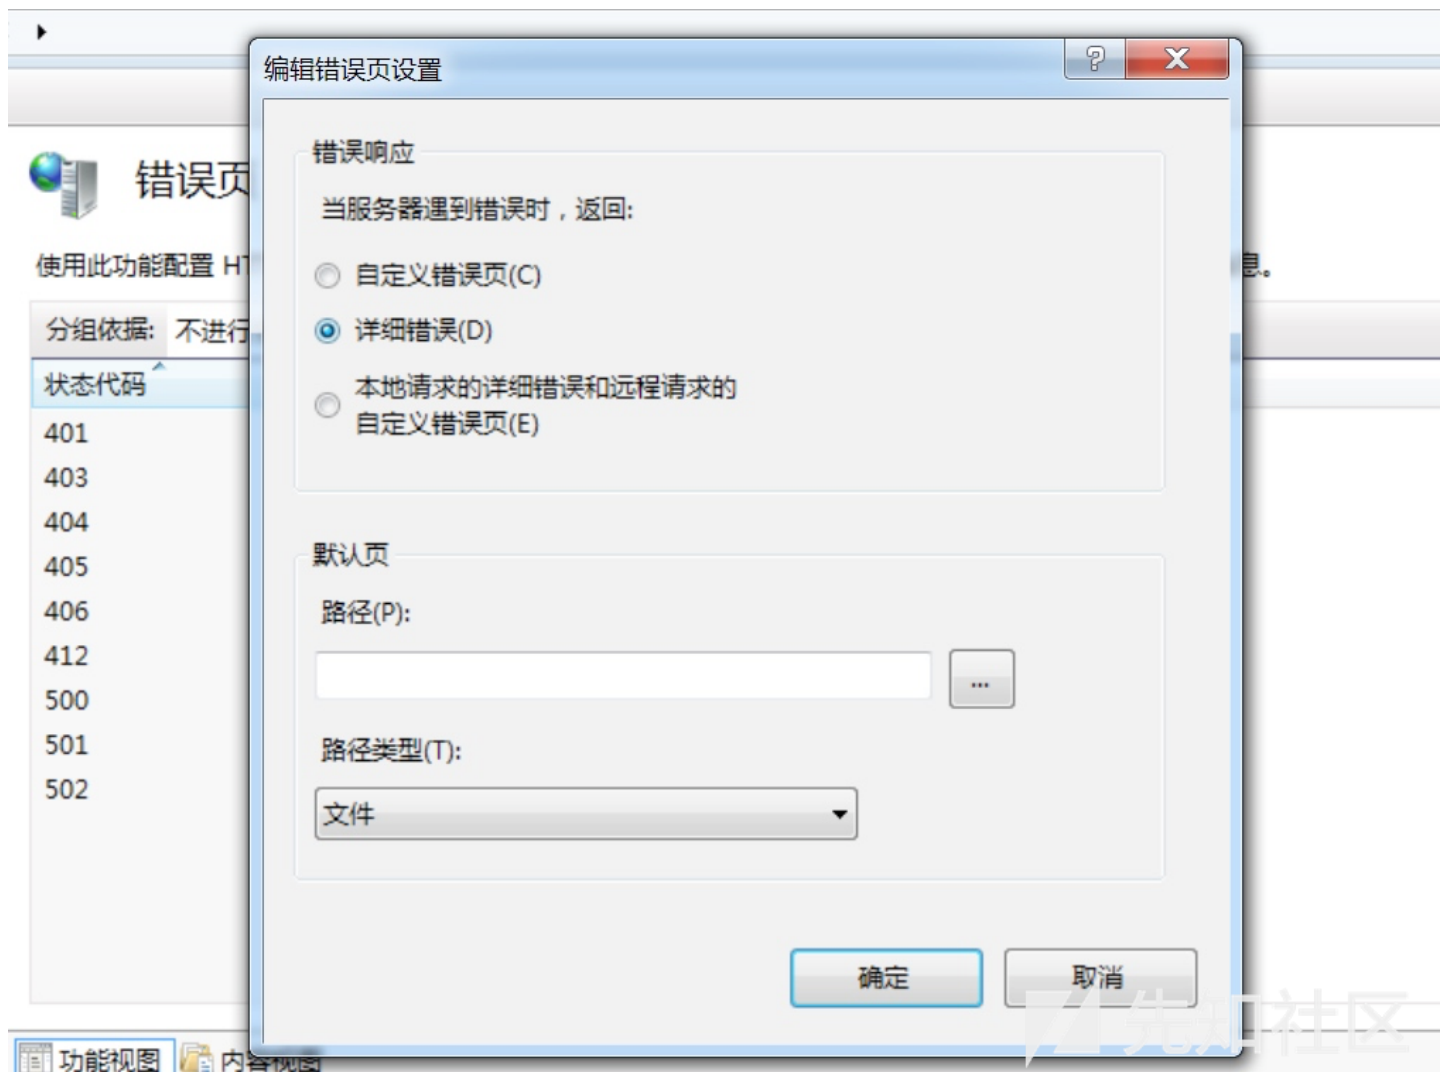 编辑错误页设置
错误页
使用此功能配置 HT
息。
分组依据: 不进行
状态代码
401
403
404
405
406
412
500
501
502
错误响应
当服务器遇到错误时，返回:
自定义错误页(C)
详细错误(D)
本地请求的详细错误和远程请求的
自定义错误页(E)
默认页
路径(P):
...
路径类型(T):
文件
确定
取消
功能视图
内容视图
先知社区